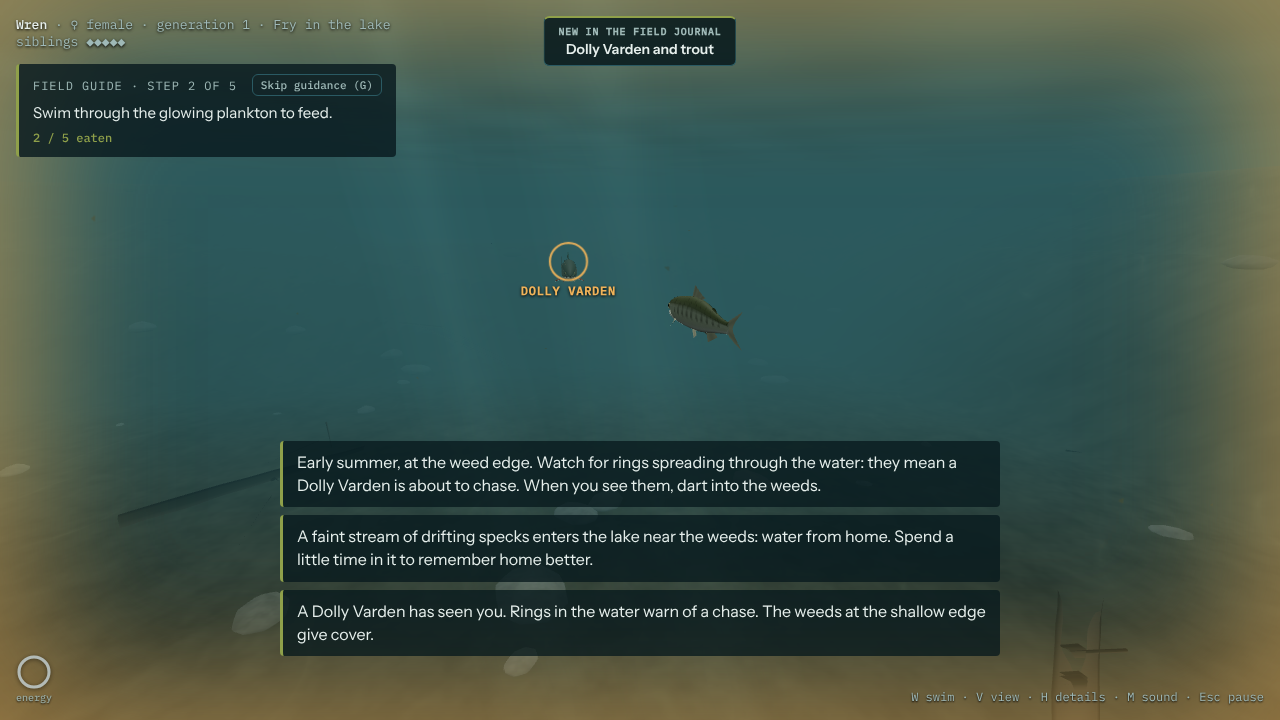 Wren · ♀ female · generation 1 · Fry in the lake
siblings ◆◆◆◆◆
NEW IN THE FIELD JOURNAL
Dolly Varden and trout
FIELD GUIDE · STEP 2 OF 5
Skip guidance (G)
Swim through the glowing plankton to feed.
2 / 5 eaten
DOLLY VARDEN
Early summer, at the weed edge. Watch for rings spreading through the water: they mean a
Dolly Varden is about to chase. When you see them, dart into the weeds.
A faint stream of drifting specks enters the lake near the weeds: water from home. Spend a
little time in it to remember home better.
A Dolly Varden has seen you. Rings in the water warn of a chase. The weeds at the shallow edge
give cover.
energy
W swim · V view · H details · M sound · Esc pause